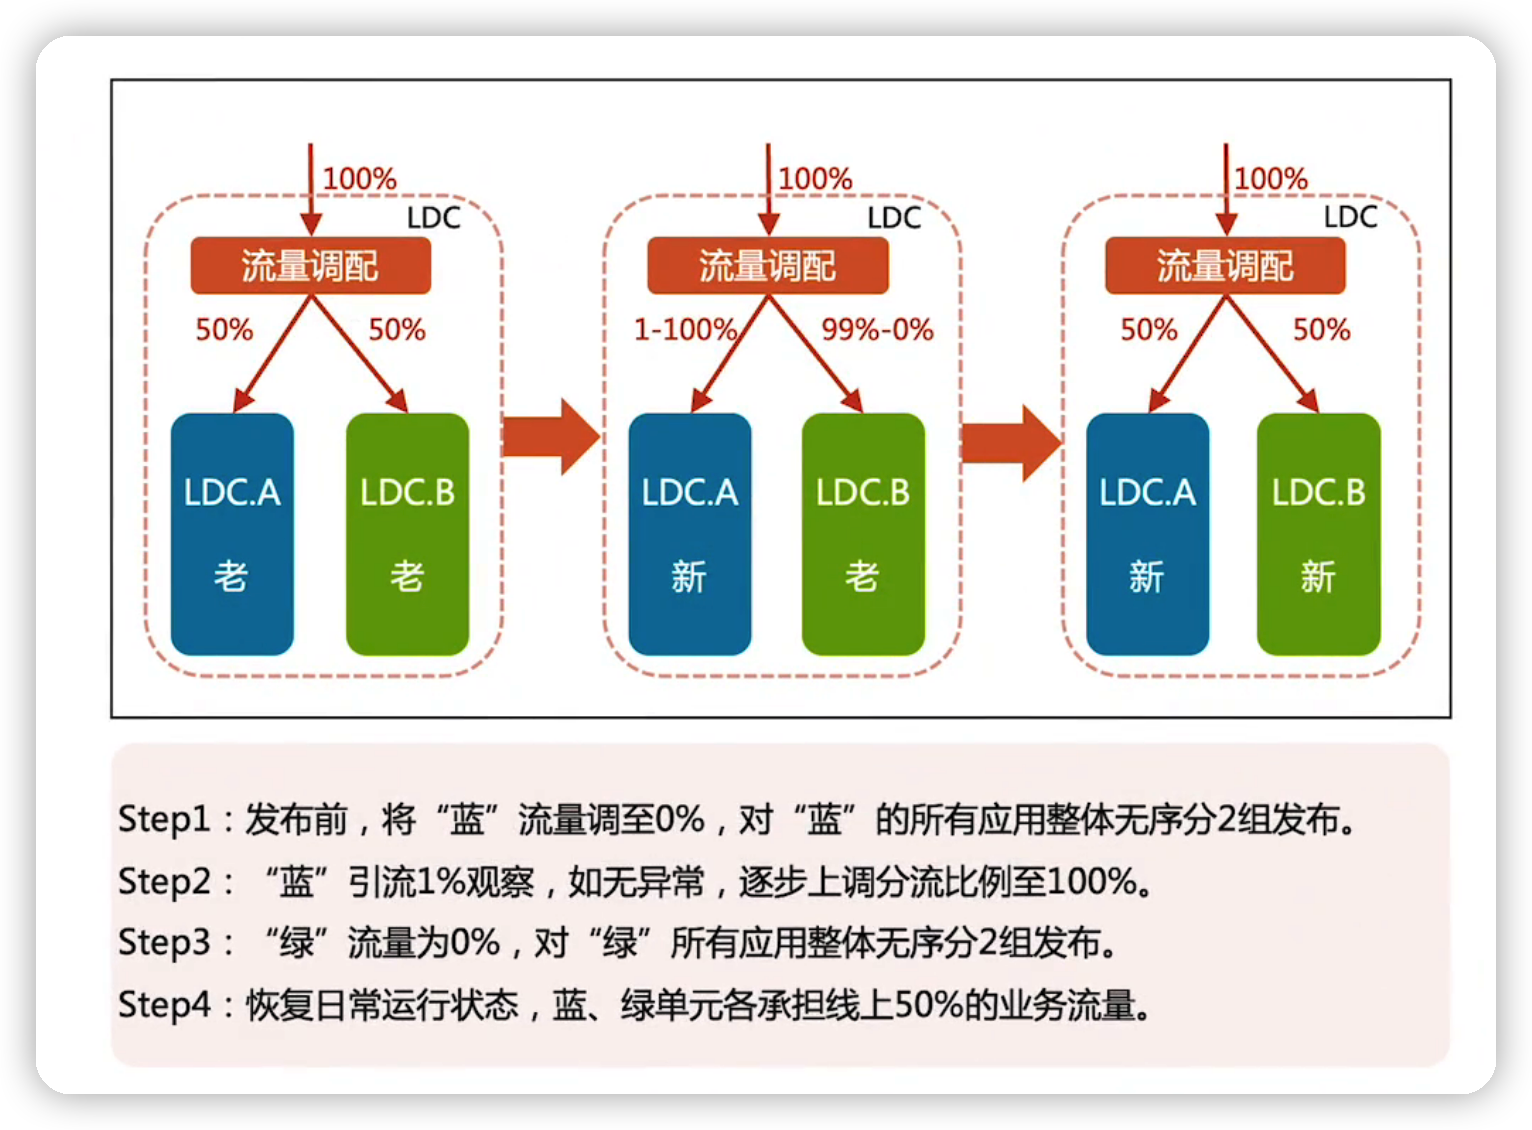 100%
100%
100%
LDC
LDC
LDC
流量调配
流量调配
流量调配
50%
50%
1-100%
99%-0%
50%
50%
LDC.A
LDC.B
LDC.A
LDC.B
LDC.A
LDC.B
老
老
新
老
新
新
Step1：发布前，将“蓝”流量调至0%，对“蓝”的所有应用整体无序分2组发布。
Step2：“蓝”引流1%观察，如无异常，逐步上调分流比例至100%。
Step3：“绿”流量为0%，对“绿”所有应用整体无序分2组发布。
Step4：恢复日常运行状态，蓝、绿单元各承担线上50%的业务流量。